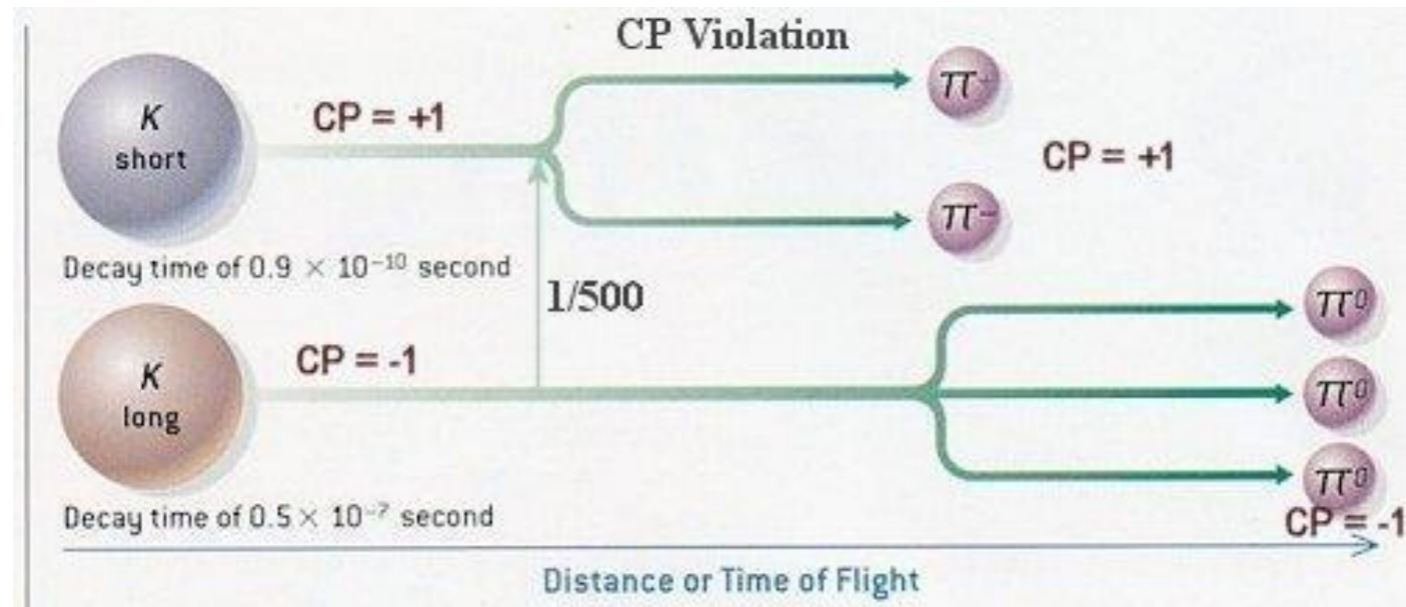 CP Violation
K
short
CP = +1
π+
CP = +1
π−
Decay time of 0.9 × 10⁻¹⁰ second
1/500
K
long
CP = -1
π0
π0
π0
CP = -1
Decay time of 0.5 × 10⁻⁷ second
Distance or Time of Flight